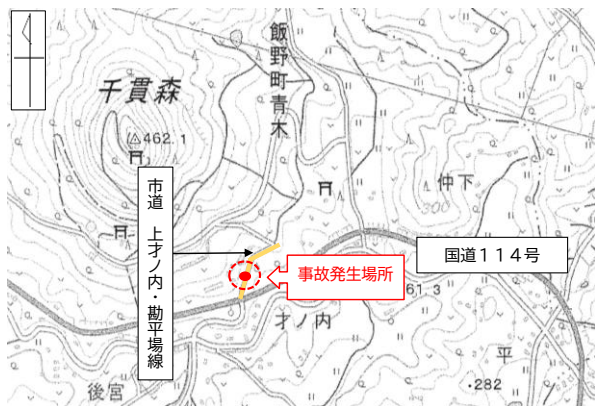 飯野町青木
千貫森
462.1
市道 上才ノ内・勘平場線
仲下
300
国道114号
事故発生場所
61.3
才ノ内
平
後宮
・282